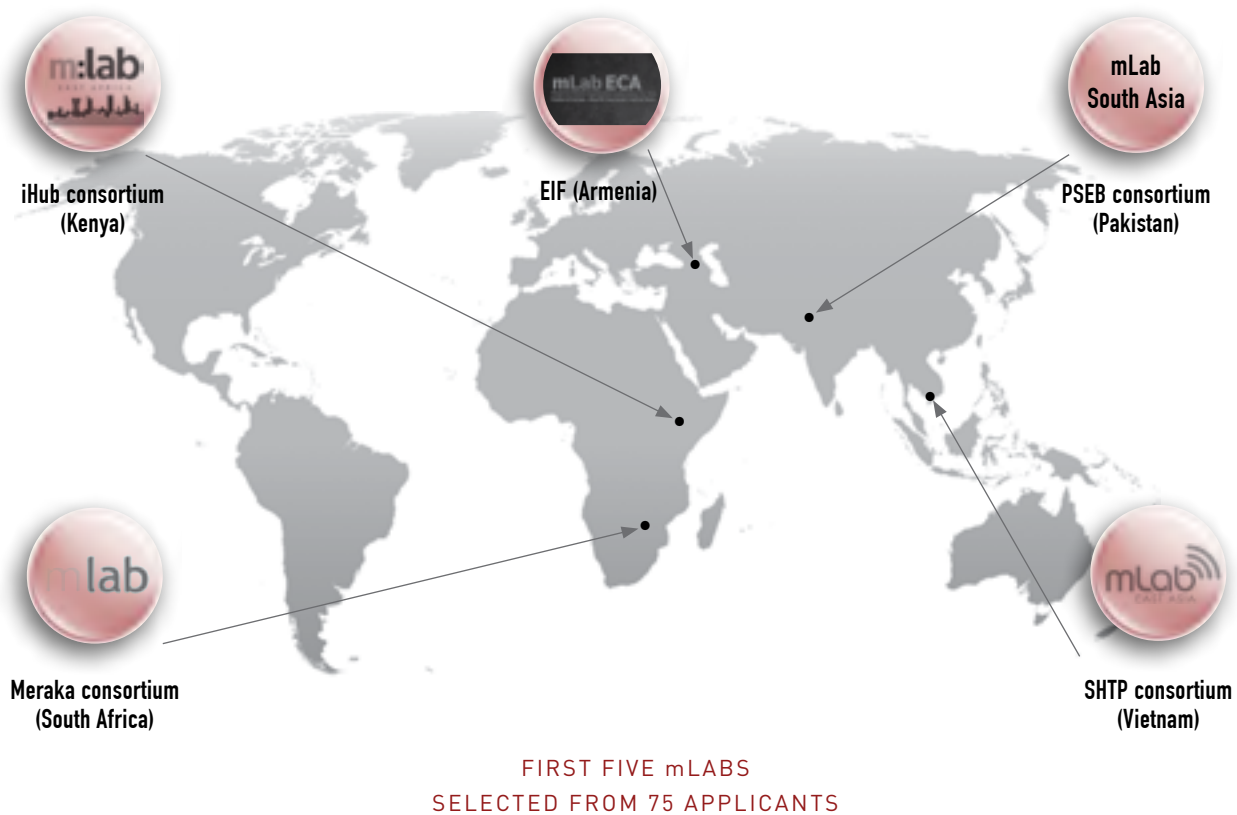 m:lab
EAST AFRICA
iHub consortium
(Kenya)
mLab ECA
EIF (Armenia)
mLab
South Asia
PSEB consortium
(Pakistan)
mlab
Meraka consortium
(South Africa)
mLab
EAST ASIA
SHTP consortium
(Vietnam)
FIRST FIVE mLABS
SELECTED FROM 75 APPLICANTS